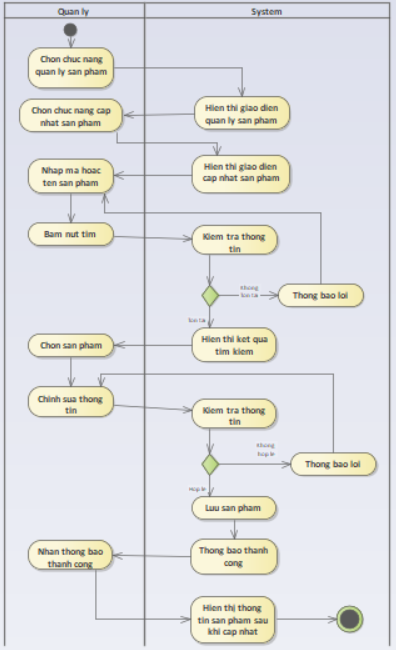 Quan ly
System
Chon chuc nang
quan ly san pham
Hien thi giao dien
quan ly san pham
Chon chuc nang cap
nhat san pham
Hien thi giao dien
cap nhat san pham
Nhap ma hoac
ten san pham
Bam nut tim
Kiem tra thong
tin
Khong
ton tai
Thong bao loi
ton tai
Hien thi ket qua
tim kiem
Chon san pham
Chinh sua thong
tin
Kiem tra thong
tin
Khong
hop le
Thong bao loi
Hop le
Luu san pham
Thong bao thanh
cong
Nhan thong bao
thanh cong
Hien thị thong
tin san pham sau
khi cap nhat